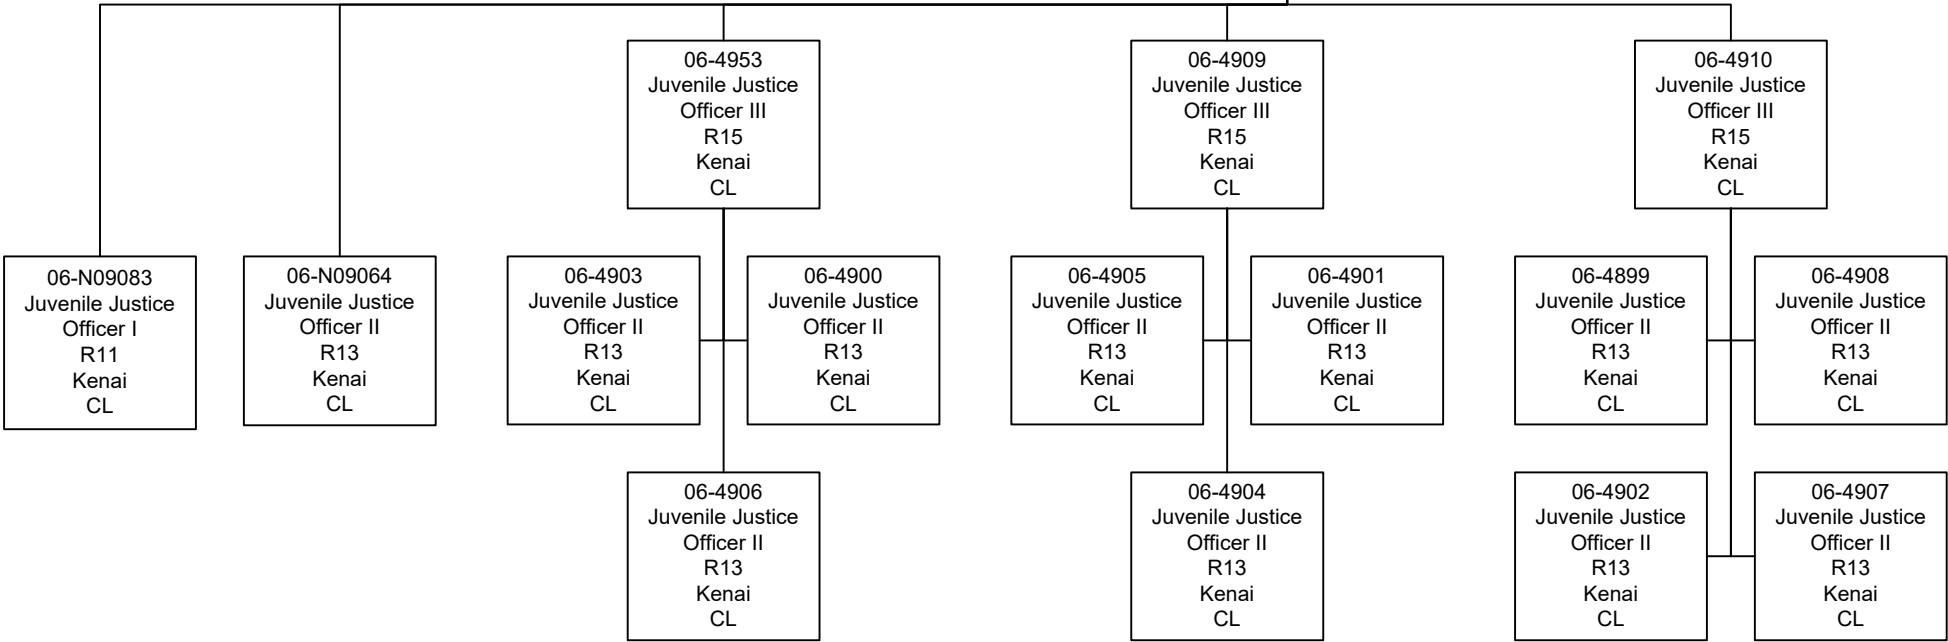 06-4953
Juvenile Justice
Officer III
R15
Kenai
CL
06-4909
Juvenile Justice
Officer III
R15
Kenai
CL
06-4910
Juvenile Justice
Officer III
R15
Kenai
CL
06-N09083
Juvenile Justice
Officer I
R11
Kenai
CL
06-N09064
Juvenile Justice
Officer II
R13
Kenai
CL
06-4903
Juvenile Justice
Officer II
R13
Kenai
CL
06-4900
Juvenile Justice
Officer II
R13
Kenai
CL
06-4905
Juvenile Justice
Officer II
R13
Kenai
CL
06-4901
Juvenile Justice
Officer II
R13
Kenai
CL
06-4899
Juvenile Justice
Officer II
R13
Kenai
CL
06-4908
Juvenile Justice
Officer II
R13
Kenai
CL
06-4906
Juvenile Justice
Officer II
R13
Kenai
CL
06-4904
Juvenile Justice
Officer II
R13
Kenai
CL
06-4902
Juvenile Justice
Officer II
R13
Kenai
CL
06-4907
Juvenile Justice
Officer II
R13
Kenai
CL